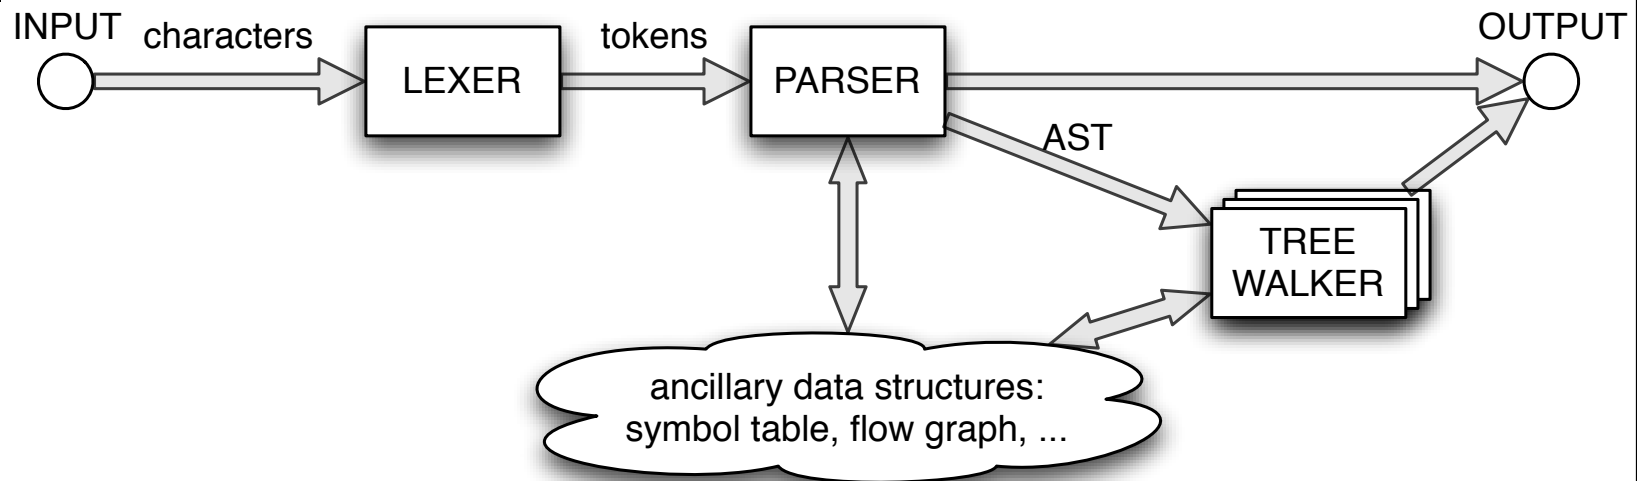 INPUT
characters
LEXER
tokens
PARSER
OUTPUT
AST
TREE
WALKER
ancillary data structures:
symbol table, flow graph, ...